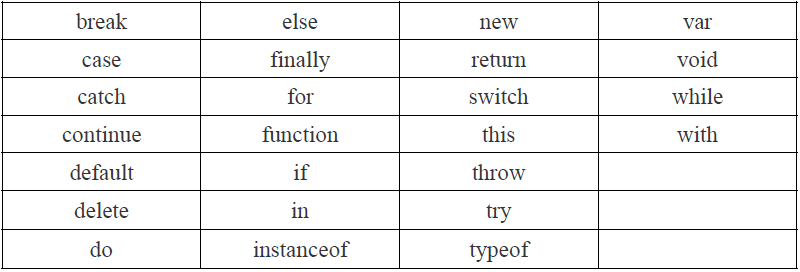 break else new var
case finally return void
catch for switch while
continue function this with
default if throw
delete in try
do instanceof typeof